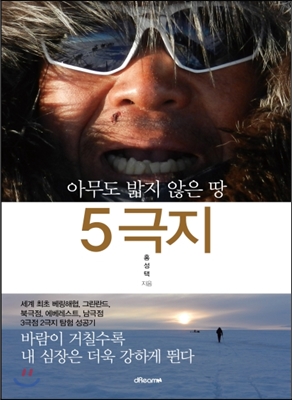 아무도 밟지 않은 땅
5극지
홍성택
지음
세계 최초 베링해협, 그린란드,
북극점, 에베레스트, 남극점
3극점 2극지 탐험 성공기
바람이 거칠수록
내 심장은 더욱 강하게 뛴다
dReam